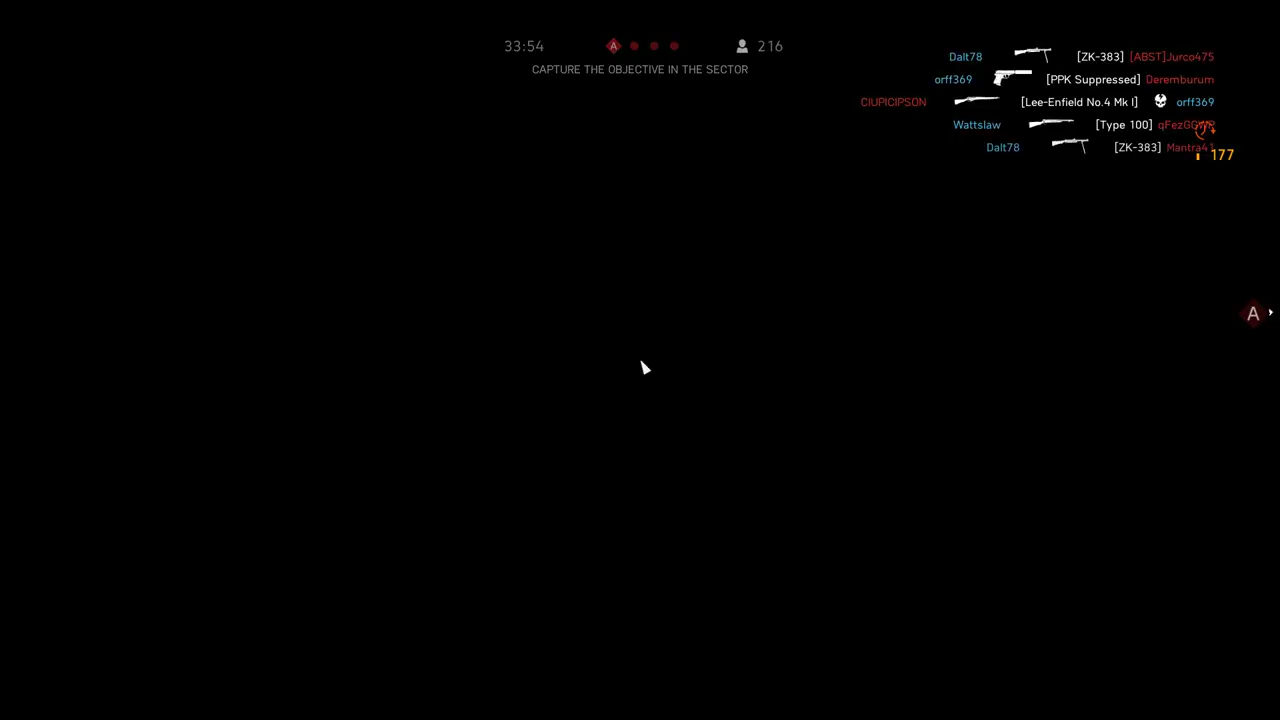 33:54 A 216
CAPTURE THE OBJECTIVE IN THE SECTOR
Dalt78 [ZK-383] [ABST]Jurco475
orff369 [PPK Suppressed] Deremburum
CIUPICIPSON [Lee-Enfield No.4 Mk I] orff369
Wattslaw [Type 100]
Dalt78 [ZK-383] Mantra41
177
A